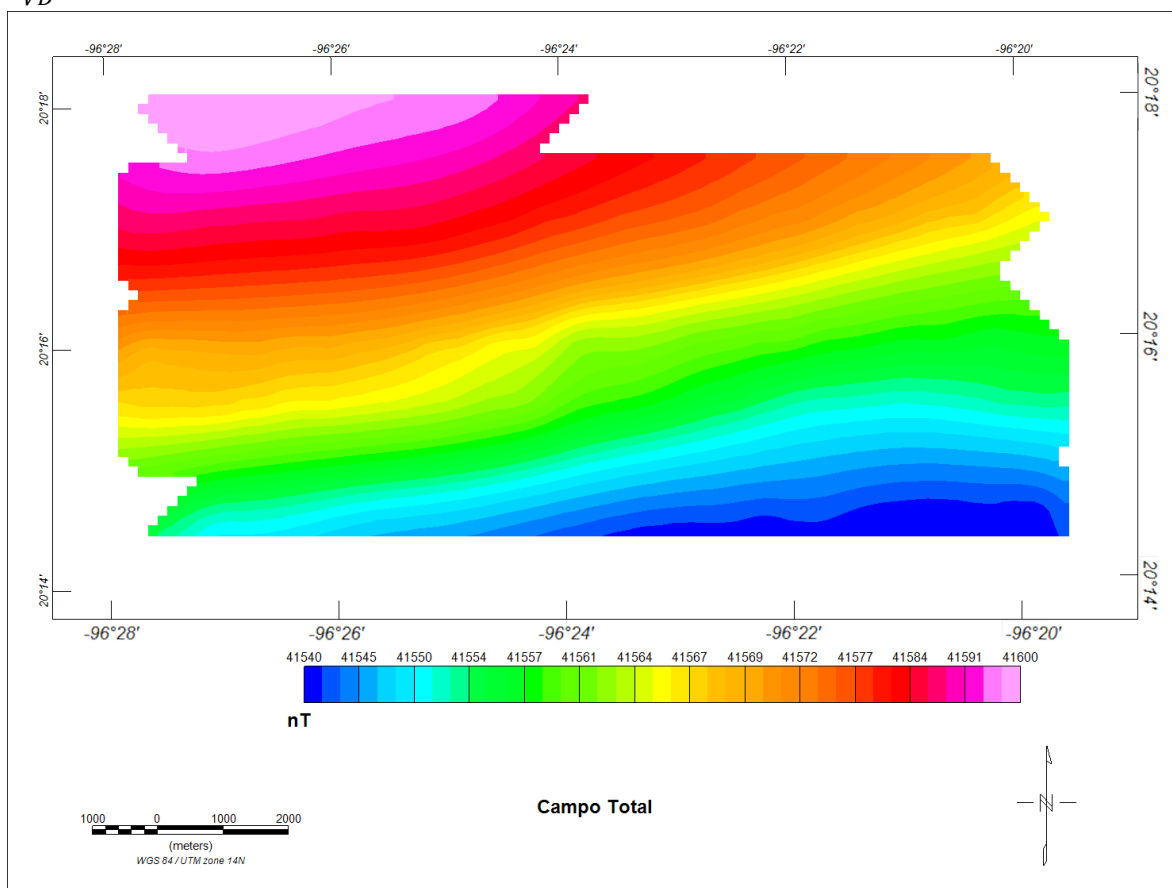 VD
-96°28' -96°26' -96°24' -96°22' -96°20'
20°18' 20°18'
20°16' 20°16'
20°14' 20°14'
-96°28' -96°26' -96°24' -96°22' -96°20'
41540 41545 41550 41554 41557 41561 41564 41567 41569 41572 41577 41584 41591 41600
nT
Campo Total
N
1000 0 1000 2000
(meters)
WGS 84 / UTM zone 14N